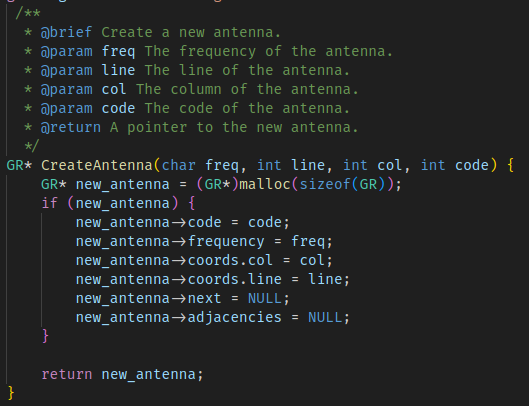 /**
 * @brief Create a new antenna.
 * @param freq The frequency of the antenna.
 * @param line The line of the antenna.
 * @param col The column of the antenna.
 * @param code The code of the antenna.
 * @return A pointer to the new antenna.
 */
GR* CreateAntenna(char freq, int line, int col, int code) {
    GR* new_antenna = (GR*)malloc(sizeof(GR));
    if (new_antenna) {
        new_antenna->code = code;
        new_antenna->frequency = freq;
        new_antenna->coords.col = col;
        new_antenna->coords.line = line;
        new_antenna->next = NULL;
        new_antenna->adjacencies = NULL;
    }

    return new_antenna;
}